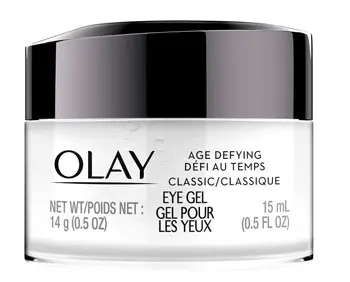 OLAY
AGE DEFYING
DÉFI AU TEMPS
CLASSIC/CLASSIQUE
EYE GEL
GEL POUR
LES YEUX
NET WT/POIDS NET :
14 g (0.5 OZ)
15 mL
(0.5 FL OZ)